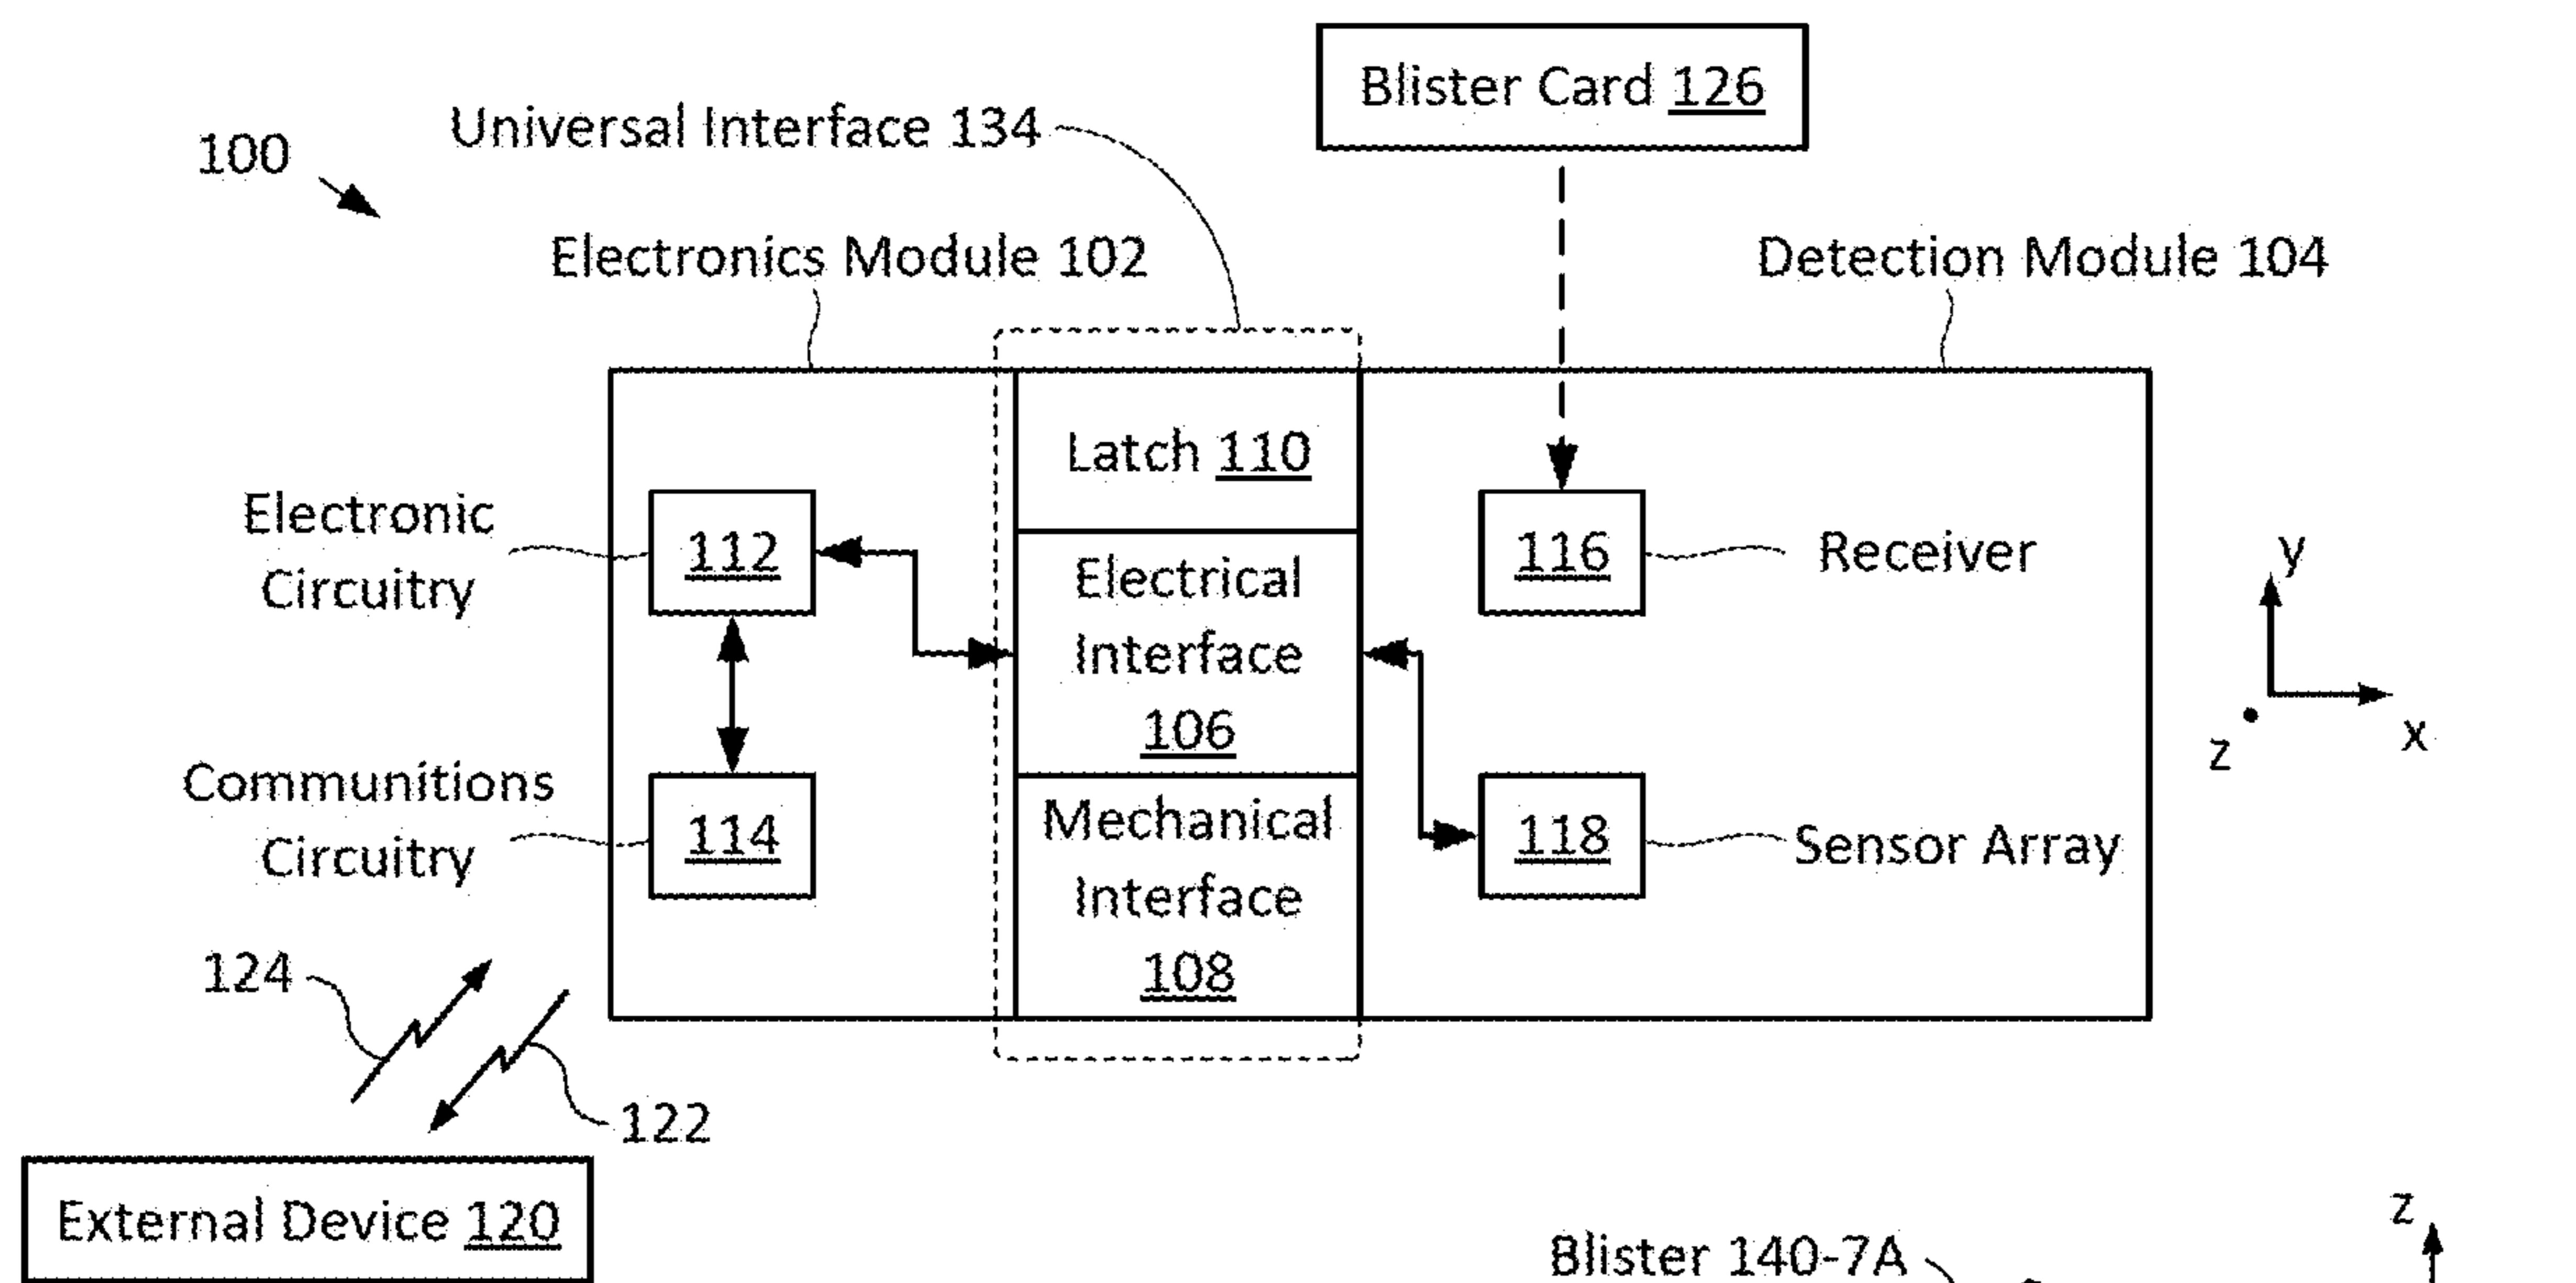 Blister Card 126
Universal Interface 134
100
Electronics Module 102
Detection Module 104
Latch 110
Electronic
Circuitry
112
Electrical
Interface
106
116
Receiver
y
x
z
Communitions
Circuitry
114
Mechanical
Interface
108
118
Sensor Array
124
122
External Device 120
z
Blister 140-7A